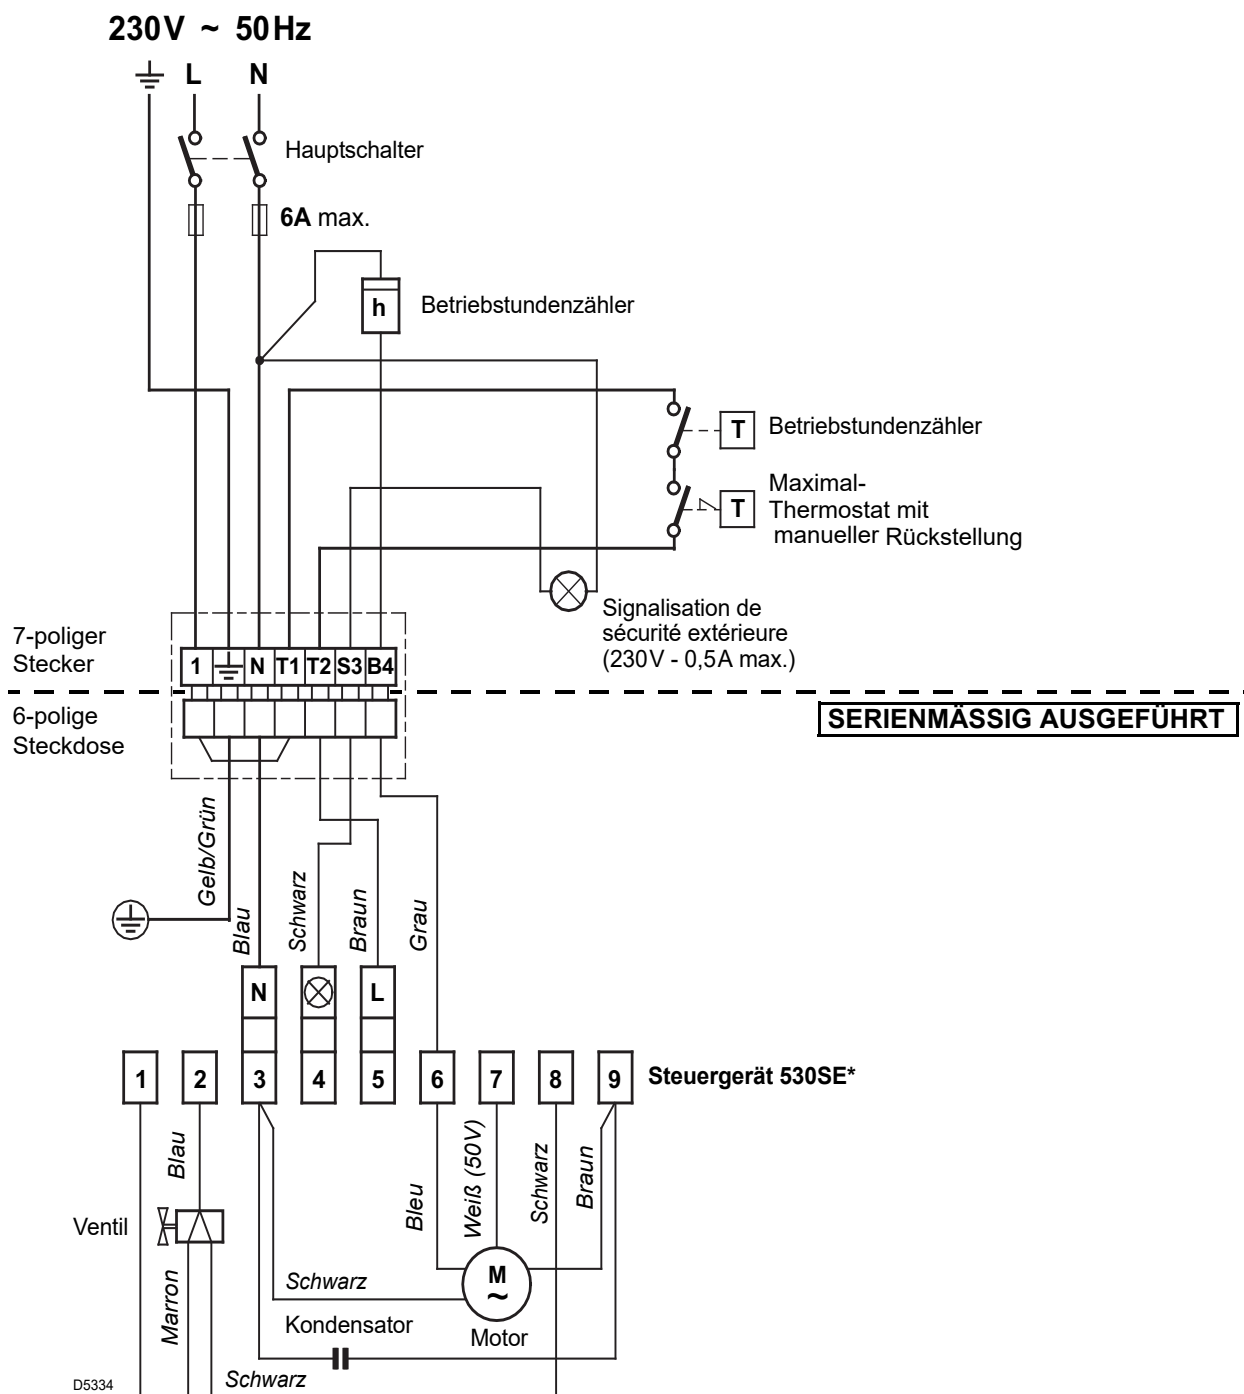 230V ~ 50Hz
L N
Hauptschalter
6A max.
h Betriebstundenzähler
T Betriebstundenzähler
Maximal-
T Thermostat mit
manueller Rückstellung
Signalisation de
sécurité extérieure
(230V - 0,5A max.)
7-poliger
Stecker
1 N T1 T2 S3 B4
6-polige
Steckdose
SERIENMÄSSIG AUSGEFÜHRT
Gelb/Grün
Blau
Schwarz
Braun
Grau
N L
1 2 3 4 5 6 7 8 9 Steuergerät 530SE*
Blau
Bleu
Weiß (50V)
Schwarz
Braun
Ventil
Marron
Schwarz
M
~
Kondensator
Motor
D5334
Schwarz